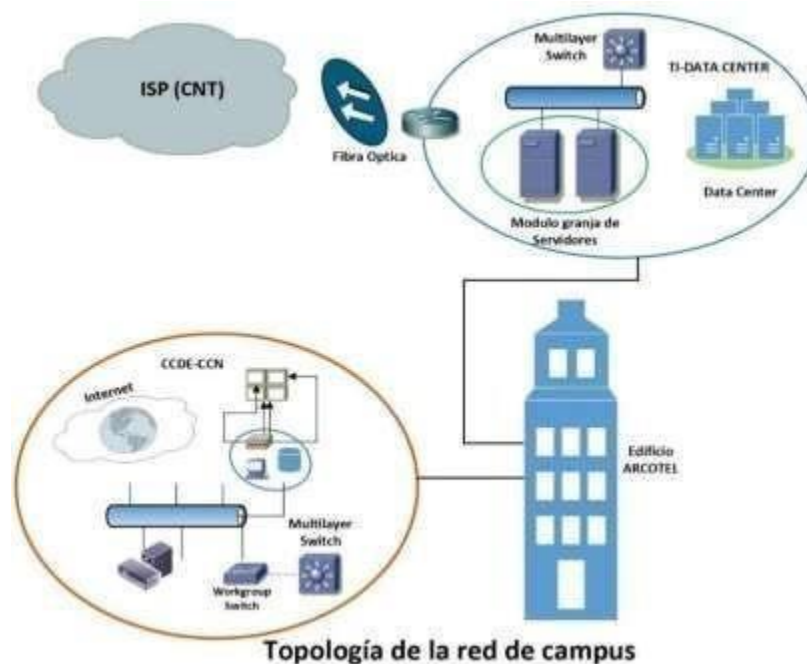 ISP (CNT)
Fibra Optica
Multilayer
Switch
TI-DATA CENTER
Modulo granja de
Servidores
Data Center
CCDE-CCN
Internet
Multilayer
Switch
Workgroup
Switch
Edificio
ARCOTEL
Topología de la red de campus